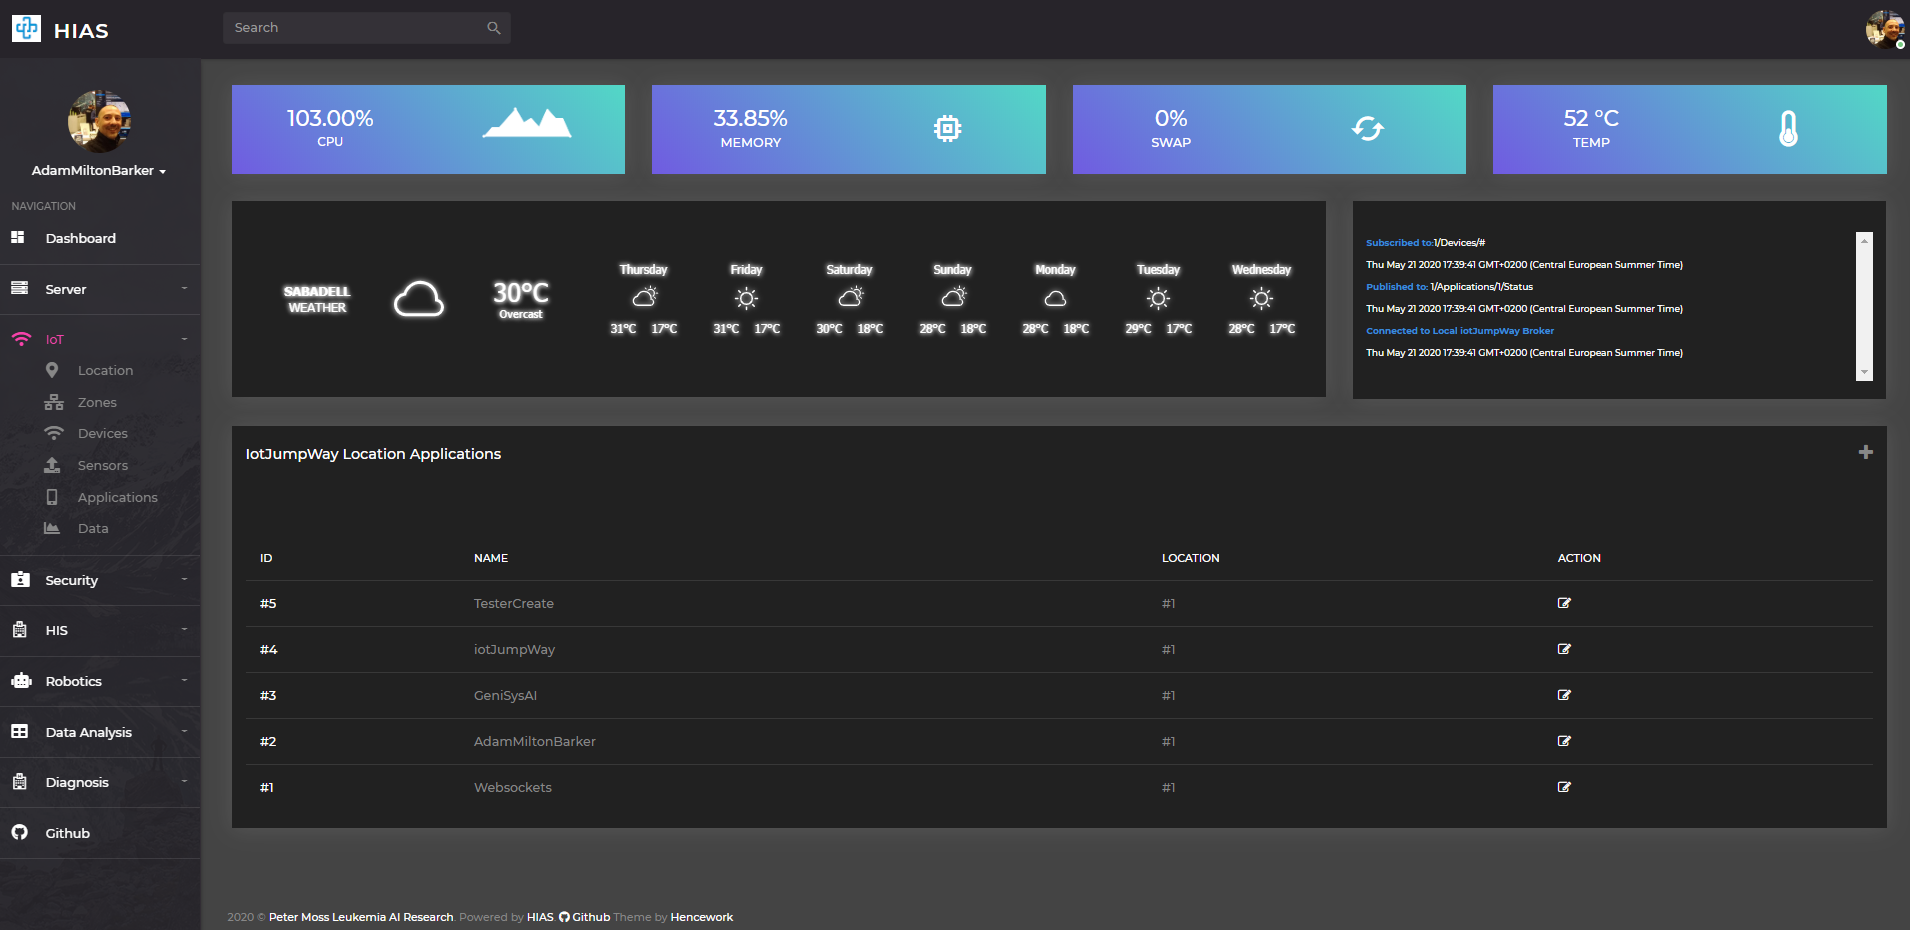 HIAS
Search
AdamMiltonBarker
NAVIGATION
Dashboard
Server
IoT
Location
Zones
Devices
Sensors
Applications
Data
Security
HIS
Robotics
Data Analysis
Diagnosis
Github
103.00%
CPU
33.85%
MEMORY
0%
SWAP
52 °C
TEMP
SABADELL
WEATHER
30°C
Overcast
Thursday
31°C 17°C
Friday
31°C 17°C
Saturday
30°C 18°C
Sunday
28°C 18°C
Monday
28°C 18°C
Tuesday
29°C 17°C
Wednesday
28°C 17°C
Subscribed to:1/Devices/#
Thu May 21 2020 17:39:41 GMT+0200 (Central European Summer Time)
Published to: 1/Applications/1/Status
Thu May 21 2020 17:39:41 GMT+0200 (Central European Summer Time)
Connected to Local iotJumpWay Broker
Thu May 21 2020 17:39:41 GMT+0200 (Central European Summer Time)
IotJumpWay Location Applications
ID NAME LOCATION ACTION
#5 TesterCreate #1
#4 iotJumpWay #1
#3 GeniSysAI #1
#2 AdamMiltonBarker #1
#1 Websockets #1
2020 © Peter Moss Leukemia AI Research. Powered by HIAS. Github Theme by Hencework